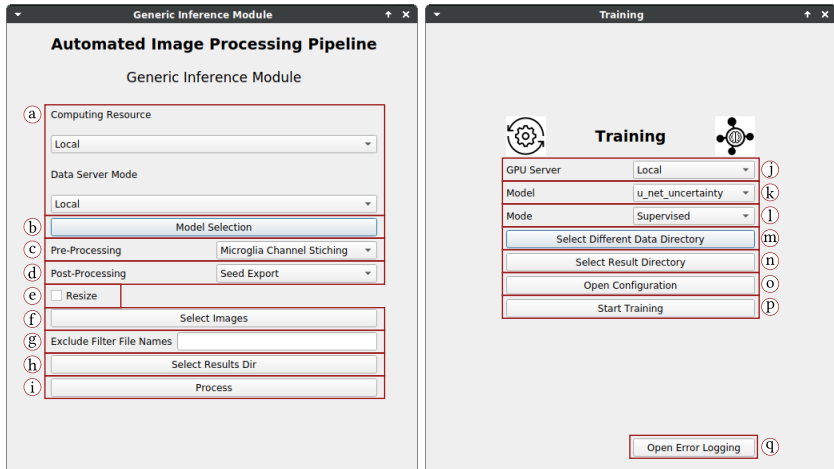 Generic Inference Module
Automated Image Processing Pipeline
Generic Inference Module
a Computing Resource
Local
Data Server Mode
Local
b Model Selection
c Pre-Processing Microglia Channel Stiching
d Post-Processing Seed Export
e Resize
f Select Images
g Exclude Filter File Names
h Select Results Dir
i Process
Training
Training
GPU Server Local j
Model u_net_uncertainty k
Mode Supervised l
Select Different Data Directory m
Select Result Directory n
Open Configuration o
Start Training p
Open Error Logging q